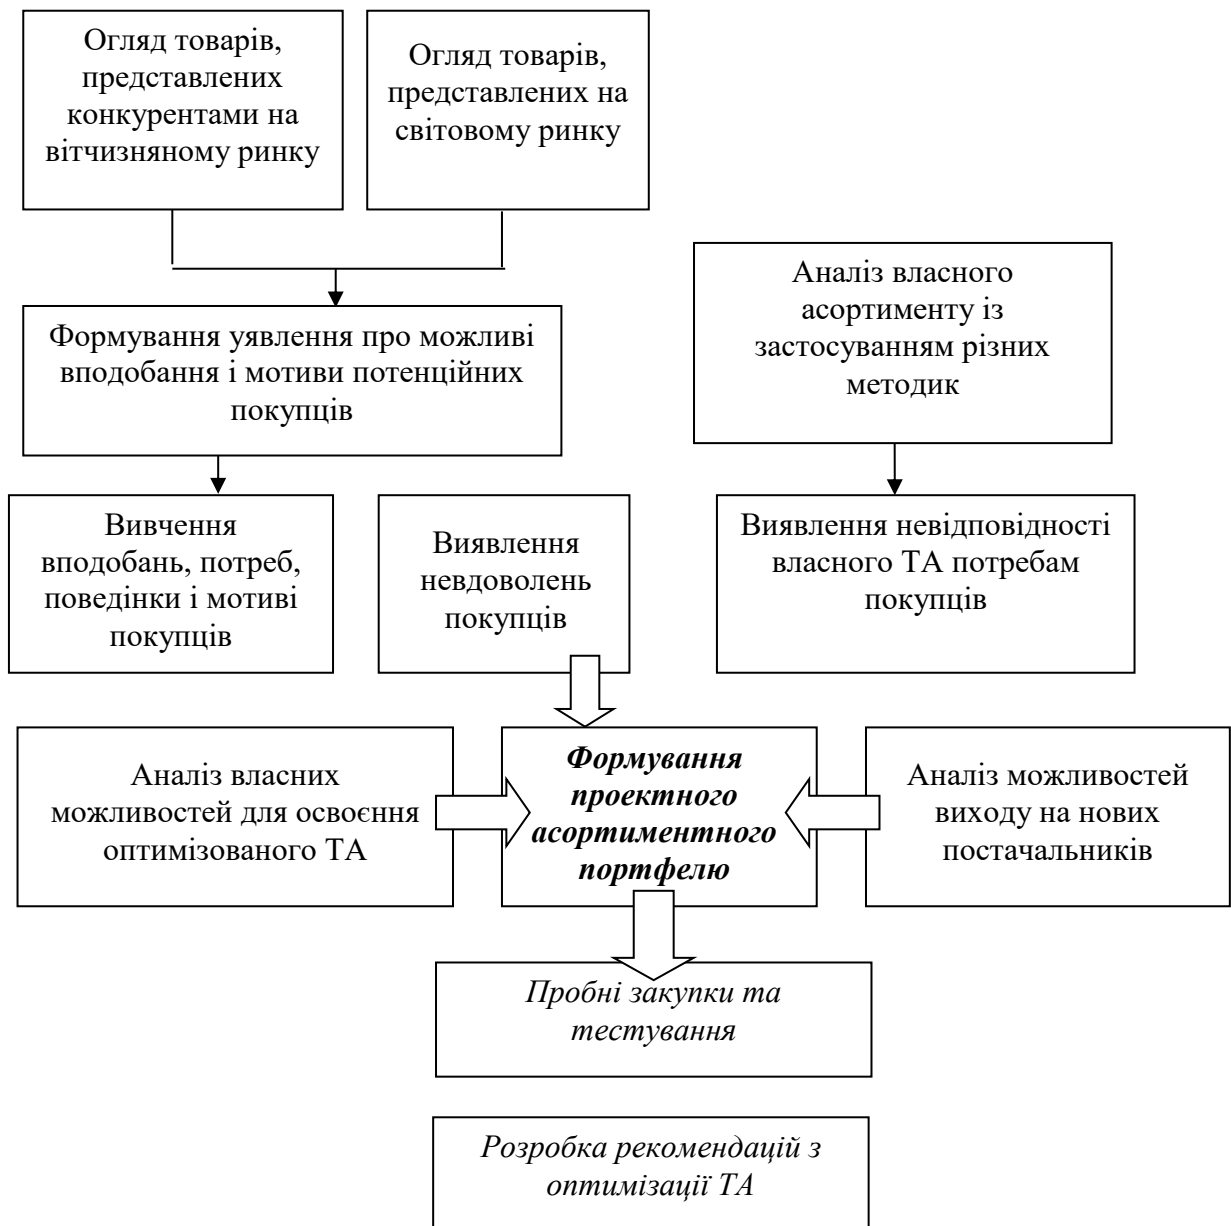 Огляд товарів,
представлених
конкурентами на
вітчизняному ринку
Огляд товарів,
представлених на
світовому ринку
Аналіз власного
асортименту із
застосуванням різних
методик
Формування уявлення про можливі
вподобання і мотиви потенційних
покупців
Вивчення
вподобань, потреб,
поведінки і мотиві
покупців
Виявлення
невдоволень
покупців
Виявлення невідповідності
власного ТА потребам
покупців
Аналіз власних
можливостей для освоєння
оптимізованого ТА
Формування
проектного
асортиментного
портфелю
Аналіз можливостей
виходу на нових
постачальників
Пробні закупки та
тестування
Розробка рекомендацій з
оптимізації ТА